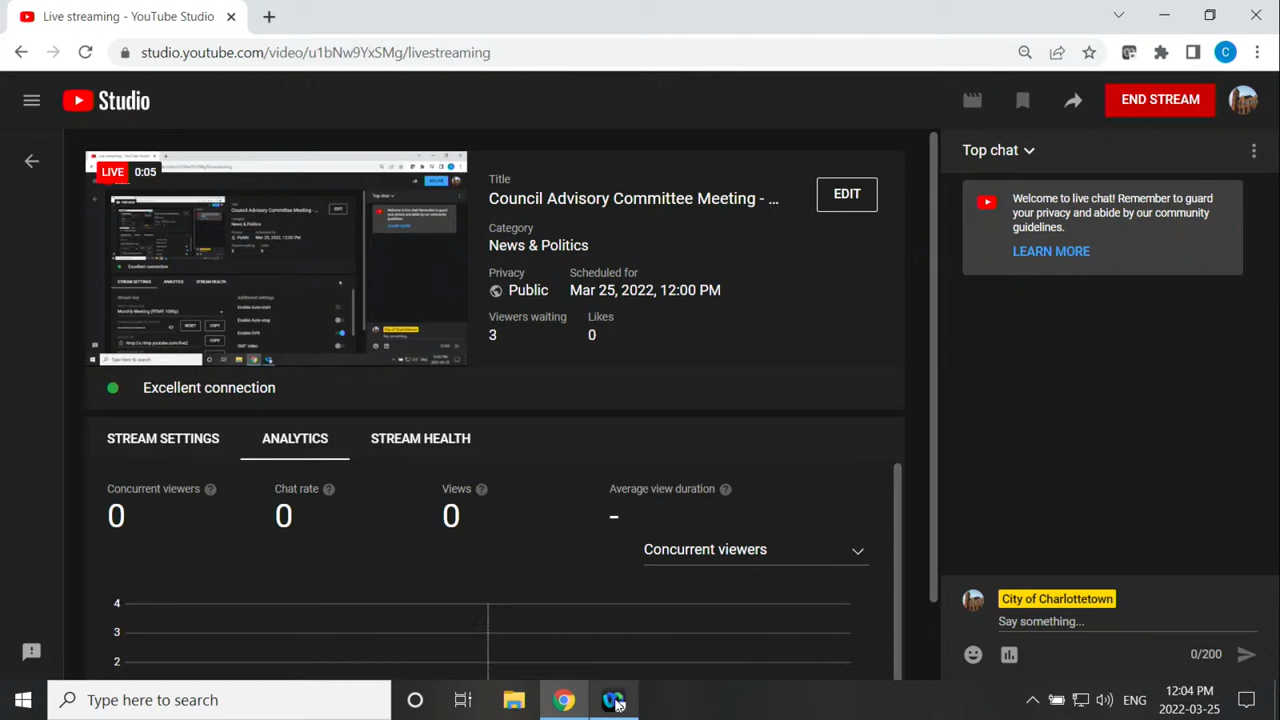 Live streaming - YouTube Studio
studio.youtube.com/video/u1bNw9YxSMg/livestreaming
C
Studio
END STREAM
LIVE 0:05
Title
Council Advisory Committee Meeting - ...
EDIT
Category
News & Politics
Privacy
Scheduled for
Public
Mar 25, 2022, 12:00 PM
Viewers waiting
Likes
3
0
Excellent connection
STREAM SETTINGS
ANALYTICS
STREAM HEALTH
Concurrent viewers
Chat rate
Views
Average view duration
0
0
0
-
Concurrent viewers
4
3
2
Top chat
Welcome to live chat! Remember to guard
your privacy and abide by our community
guidelines.
LEARN MORE
City of Charlottetown
Say something...
0/200
Type here to search
ENG
12:04 PM
2022-03-25